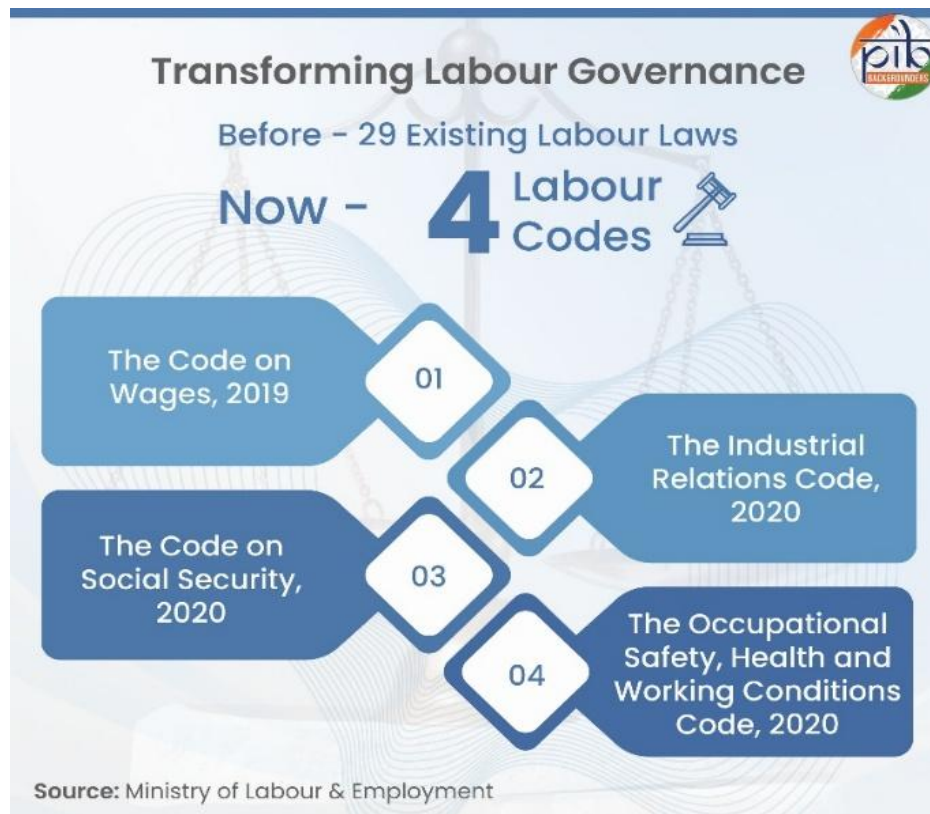 pib
BACKGROUNDERS
Transforming Labour Governance
Before - 29 Existing Labour Laws
Now - 4 Labour
Codes
The Code on
Wages, 2019
01
02
The Industrial
Relations Code,
2020
The Code on
Social Security,
2020
03
04
The Occupational
Safety, Health and
Working Conditions
Code, 2020
Source: Ministry of Labour & Employment